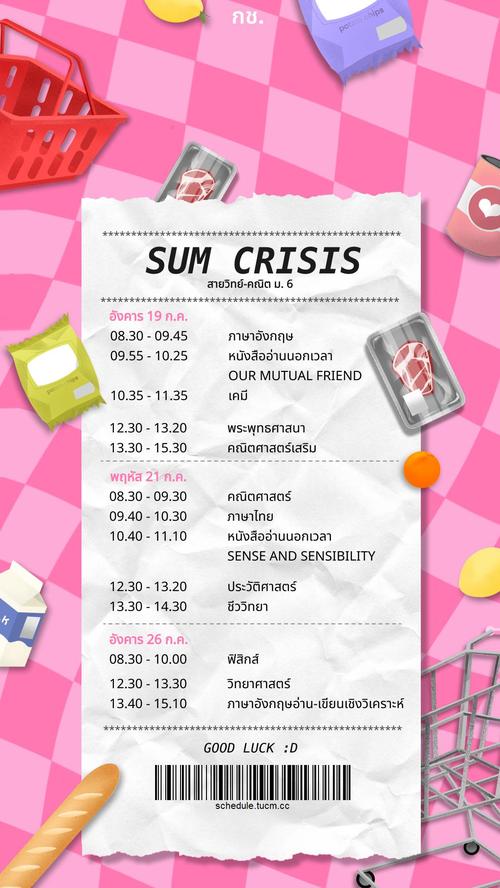 กช.
potato chips
SUM CRISIS
สายวิทย์-คณิต ม. 6
อังคาร 19 ก.ค.
08.30 - 09.45 ภาษาอังกฤษ
09.55 - 10.25 หนังสืออ่านนอกเวลา
OUR MUTUAL FRIEND
10.35 - 11.35 เคมี
12.30 - 13.20 พระพุทธศาสนา
13.30 - 15.30 คณิตศาสตร์เสริม
พฤหัส 21 ก.ค.
08.30 - 09.30 คณิตศาสตร์
09.40 - 10.30 ภาษาไทย
10.40 - 11.10 หนังสืออ่านนอกเวลา
SENSE AND SENSIBILITY
12.30 - 13.20 ประวัติศาสตร์
13.30 - 14.30 ชีววิทยา
อังคาร 26 ก.ค.
08.30 - 10.00 ฟิสิกส์
12.30 - 13.30 วิทยาศาสตร์
13.40 - 15.10 ภาษาอังกฤษอ่าน-เขียนเชิงวิเคราะห์
GOOD LUCK :D
schedule.tucm.cc